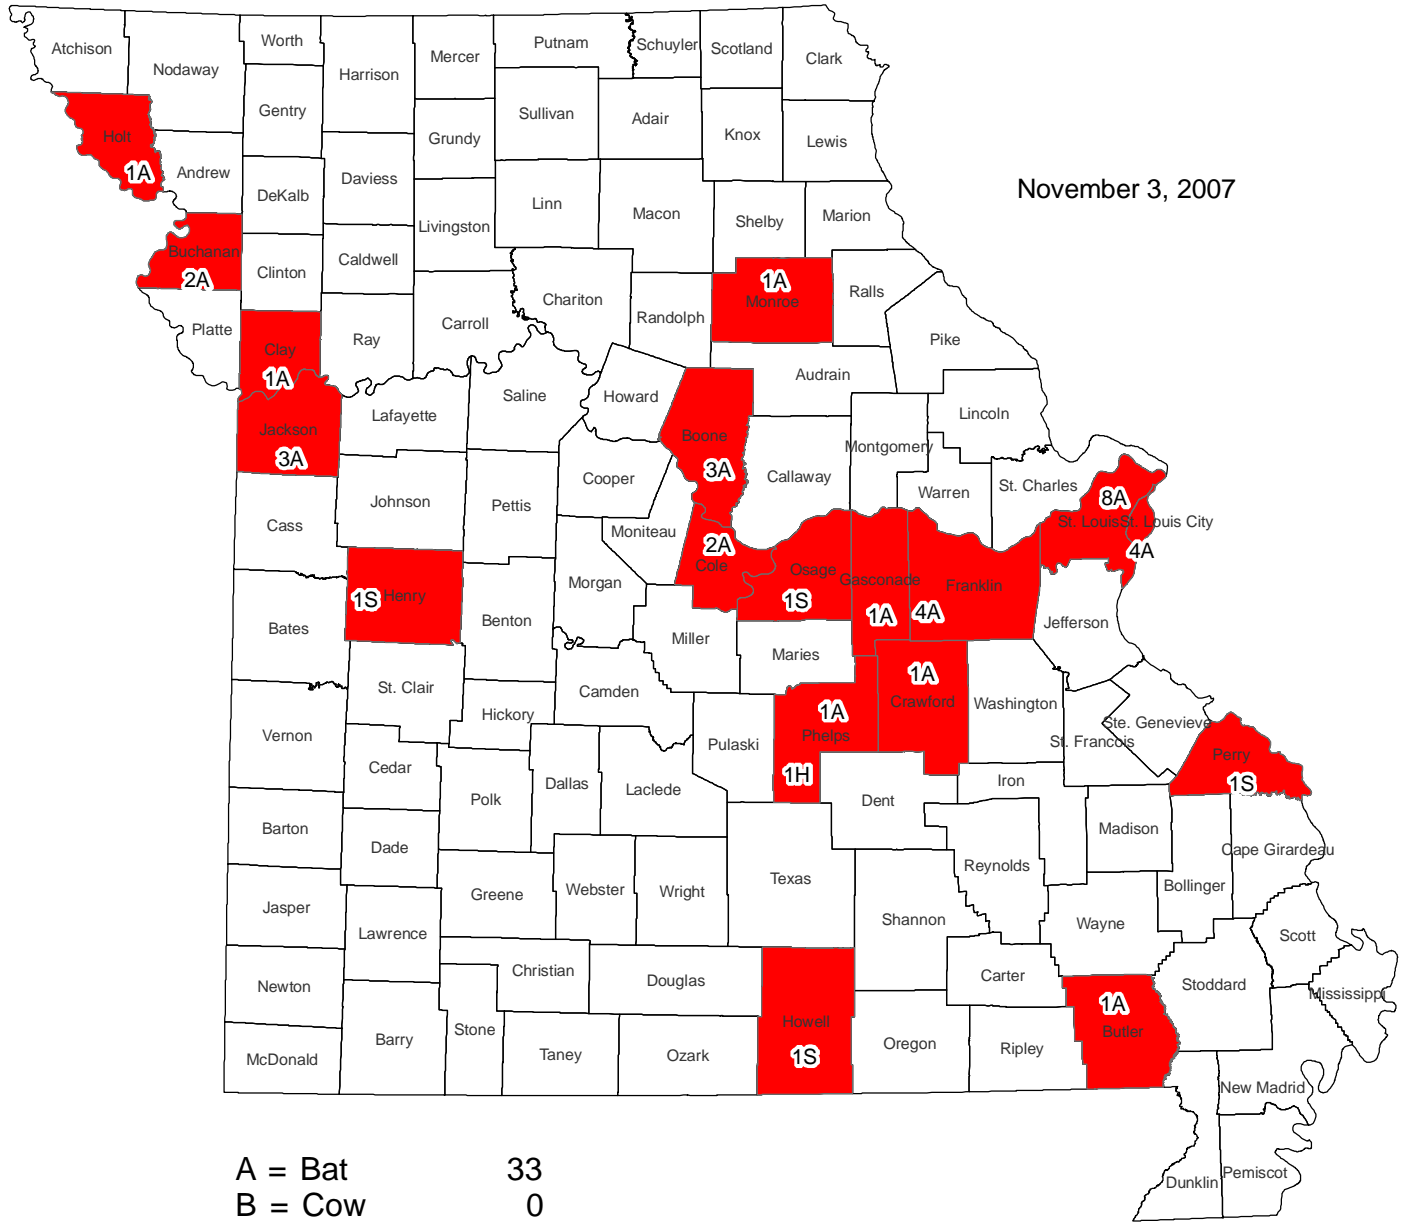 Atchison
Nodaway
Worth
Harrison
Mercer
Putnam
Schuyler
Scotland
Clark
Gentry
Sullivan
Adair
Knox
Lewis
Grundy
Holt
1A
Andrew
DeKalb
Daviess
Livingston
Linn
Macon
Shelby
Marion
November 3, 2007
Buchanan
2A
Clinton
Caldwell
Chariton
Randolph
1A
Monroe
Ralls
Pike
Platte
Clay
1A
Ray
Carroll
Audrain
Saline
Howard
Lincoln
Jackson
3A
Lafayette
Boone
3A
Callaway
Montgomery
Warren
St. Charles
Cooper
Johnson
Pettis
8A
St. Louis
St. Louis City
4A
Cass
Moniteau
2A
Cole
Osage
1S
Gasconade
1A
Franklin
4A
Morgan
1S
Henry
Bates
Benton
Miller
Maries
Jefferson
St. Clair
Camden
1A
Crawford
Washington
Hickory
1A
Phelps
1H
Pulaski
Ste. Genevieve
St. Francois
Vernon
Perry
1S
Cedar
Dallas
Laclede
Polk
Dent
Iron
Barton
Dade
Madison
Cape Girardeau
Reynolds
Texas
Bollinger
Greene
Webster
Wright
Jasper
Shannon
Wayne
Lawrence
Scott
Christian
Douglas
Carter
Stoddard
Newton
Mississippi
1A
Butler
Howell
1S
Stone
Barry
Taney
Ozark
Oregon
Ripley
McDonald
New Madrid
Dunklin
Pemiscot
A = Bat 33
B = Cow 0